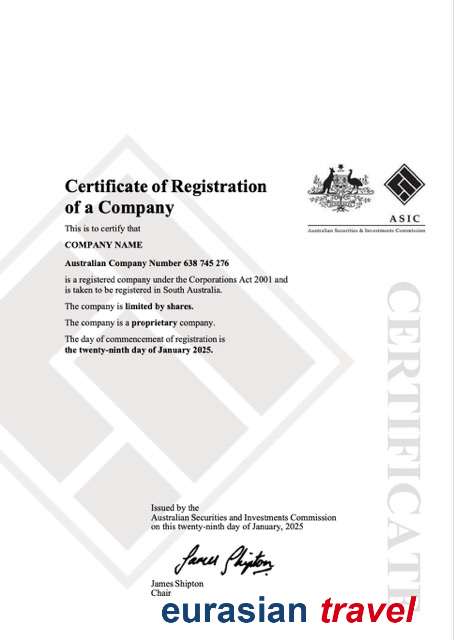 Certificate of Registration
of a Company
This is to certify that
COMPANY NAME
Australian Company Number 638 745 276
is a registered company under the Corporations Act 2001 and
is taken to be registered in South Australia.
The company is limited by shares.
The company is a proprietary company.
The day of commencement of registration is
the twenty-ninth day of January 2025.
ASIC
Australian Securities & Investments Commission
CERTIFICATE
Issued by the
Australian Securities and Investments Commission
on this twenty-ninth day of January, 2025
James Shipton
James Shipton
Chair
eurasian travel